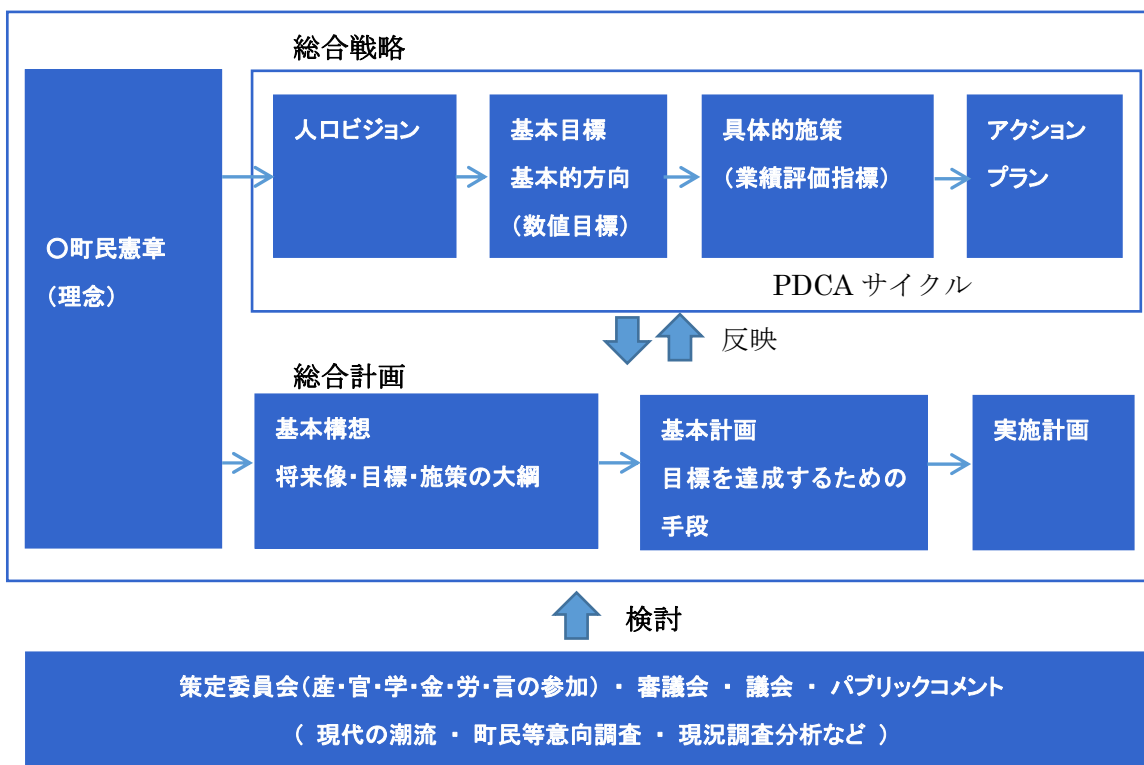 総合戦略
人口ビジョン
基本目標
基本的方向
（数値目標）
具体的施策
（業績評価指標）
アクション
プラン
〇町民憲章
（理念）
PDCA サイクル
反映
総合計画
基本構想
将来像・目標・施策の大綱
基本計画
目標を達成するための
手段
実施計画
検討
策定委員会（産・官・学・金・労・言の参加） ・ 審議会 ・ 議会 ・ パブリックコメント
（ 現代の潮流 ・ 町民等意向調査 ・ 現況調査分析など ）